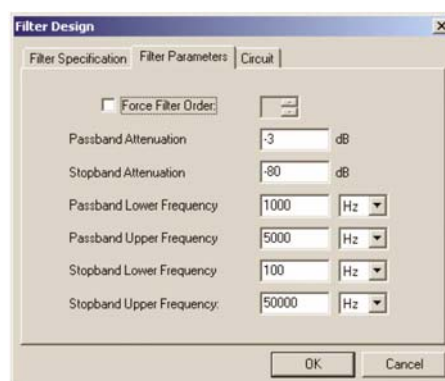 Filter Design
Filter Specification Filter Parameters Circuit
Force Filter Order:
Passband Attenuation -3 dB
Stopband Attenuation -80 dB
Passband Lower Frequency 1000 Hz
Passband Upper Frequency 5000 Hz
Stopband Lower Frequency 100 Hz
Stopband Upper Frequency: 50000 Hz
OK Cancel